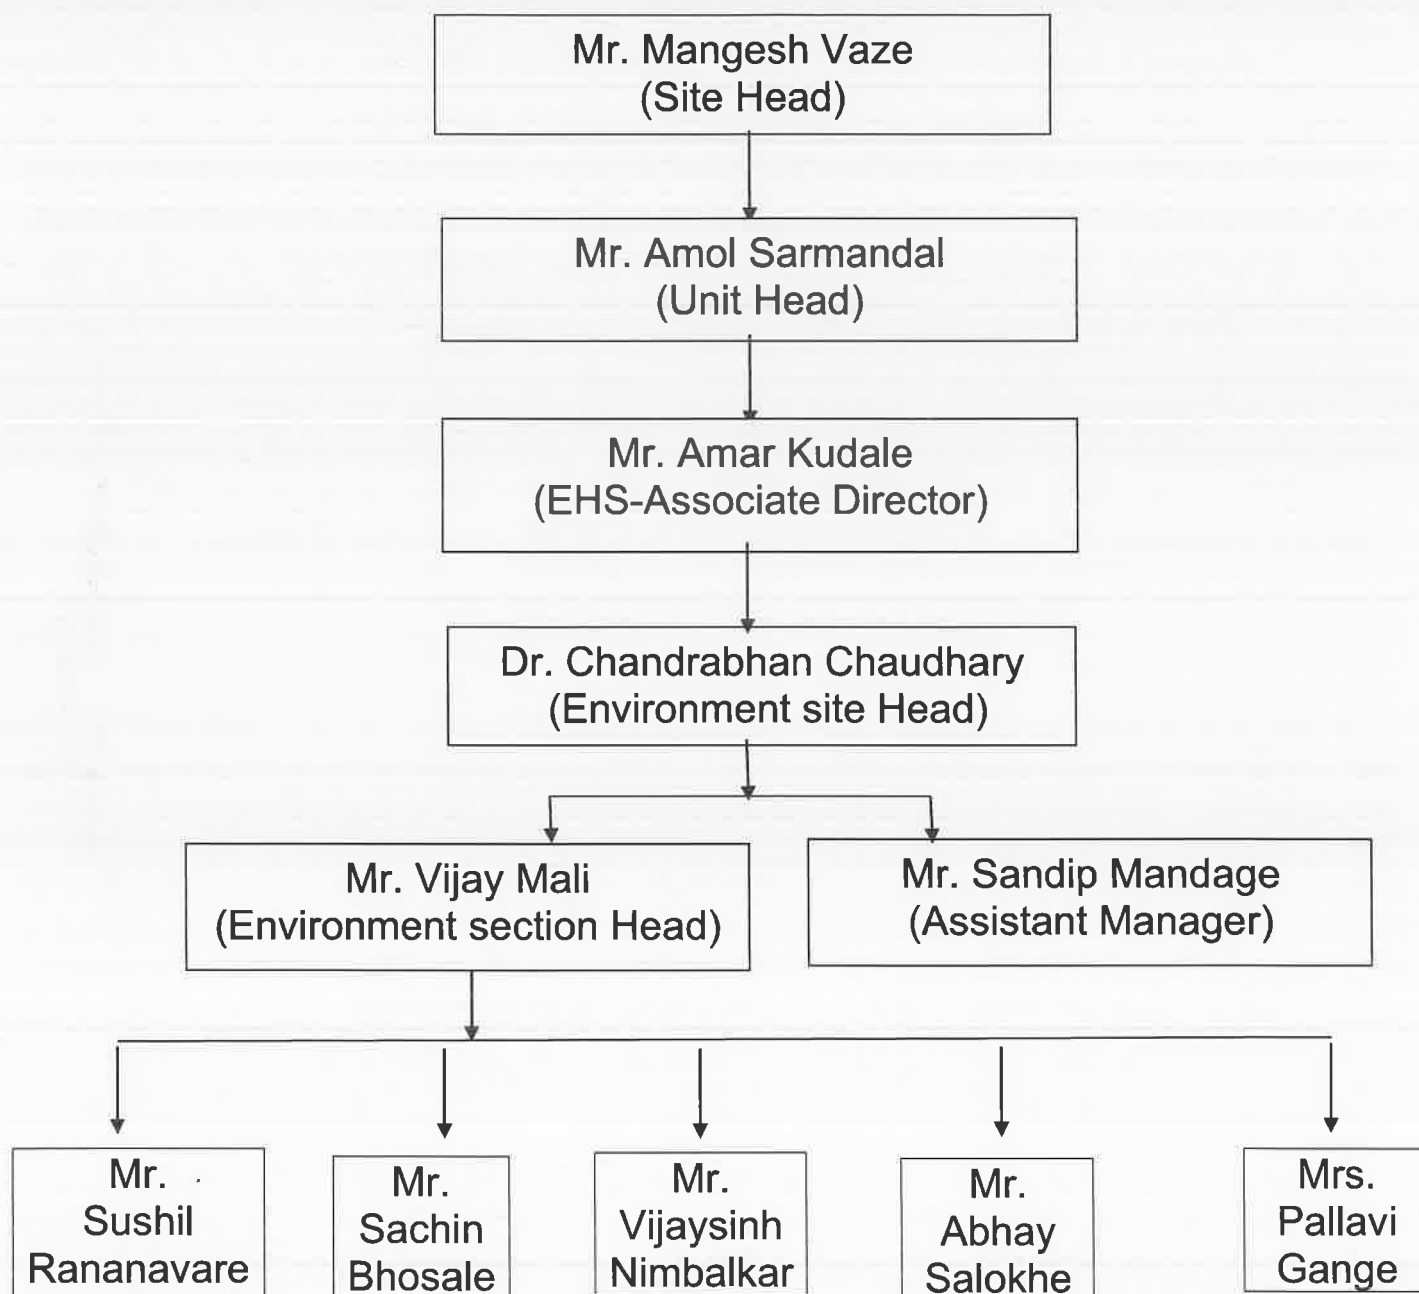 Mr. Mangesh Vaze
(Site Head)
Mr. Amol Sarmandal
(Unit Head)
Mr. Amar Kudale
(EHS-Associate Director)
Dr. Chandrabhan Chaudhary
(Environment site Head)
Mr. Vijay Mali
(Environment section Head)
Mr. Sandip Mandage
(Assistant Manager)
Mr.
Sushil
Rananavare
Mr.
Sachin
Bhosale
Mr.
Vijaysinh
Nimbalkar
Mr.
Abhay
Salokhe
Mrs.
Pallavi
Gange